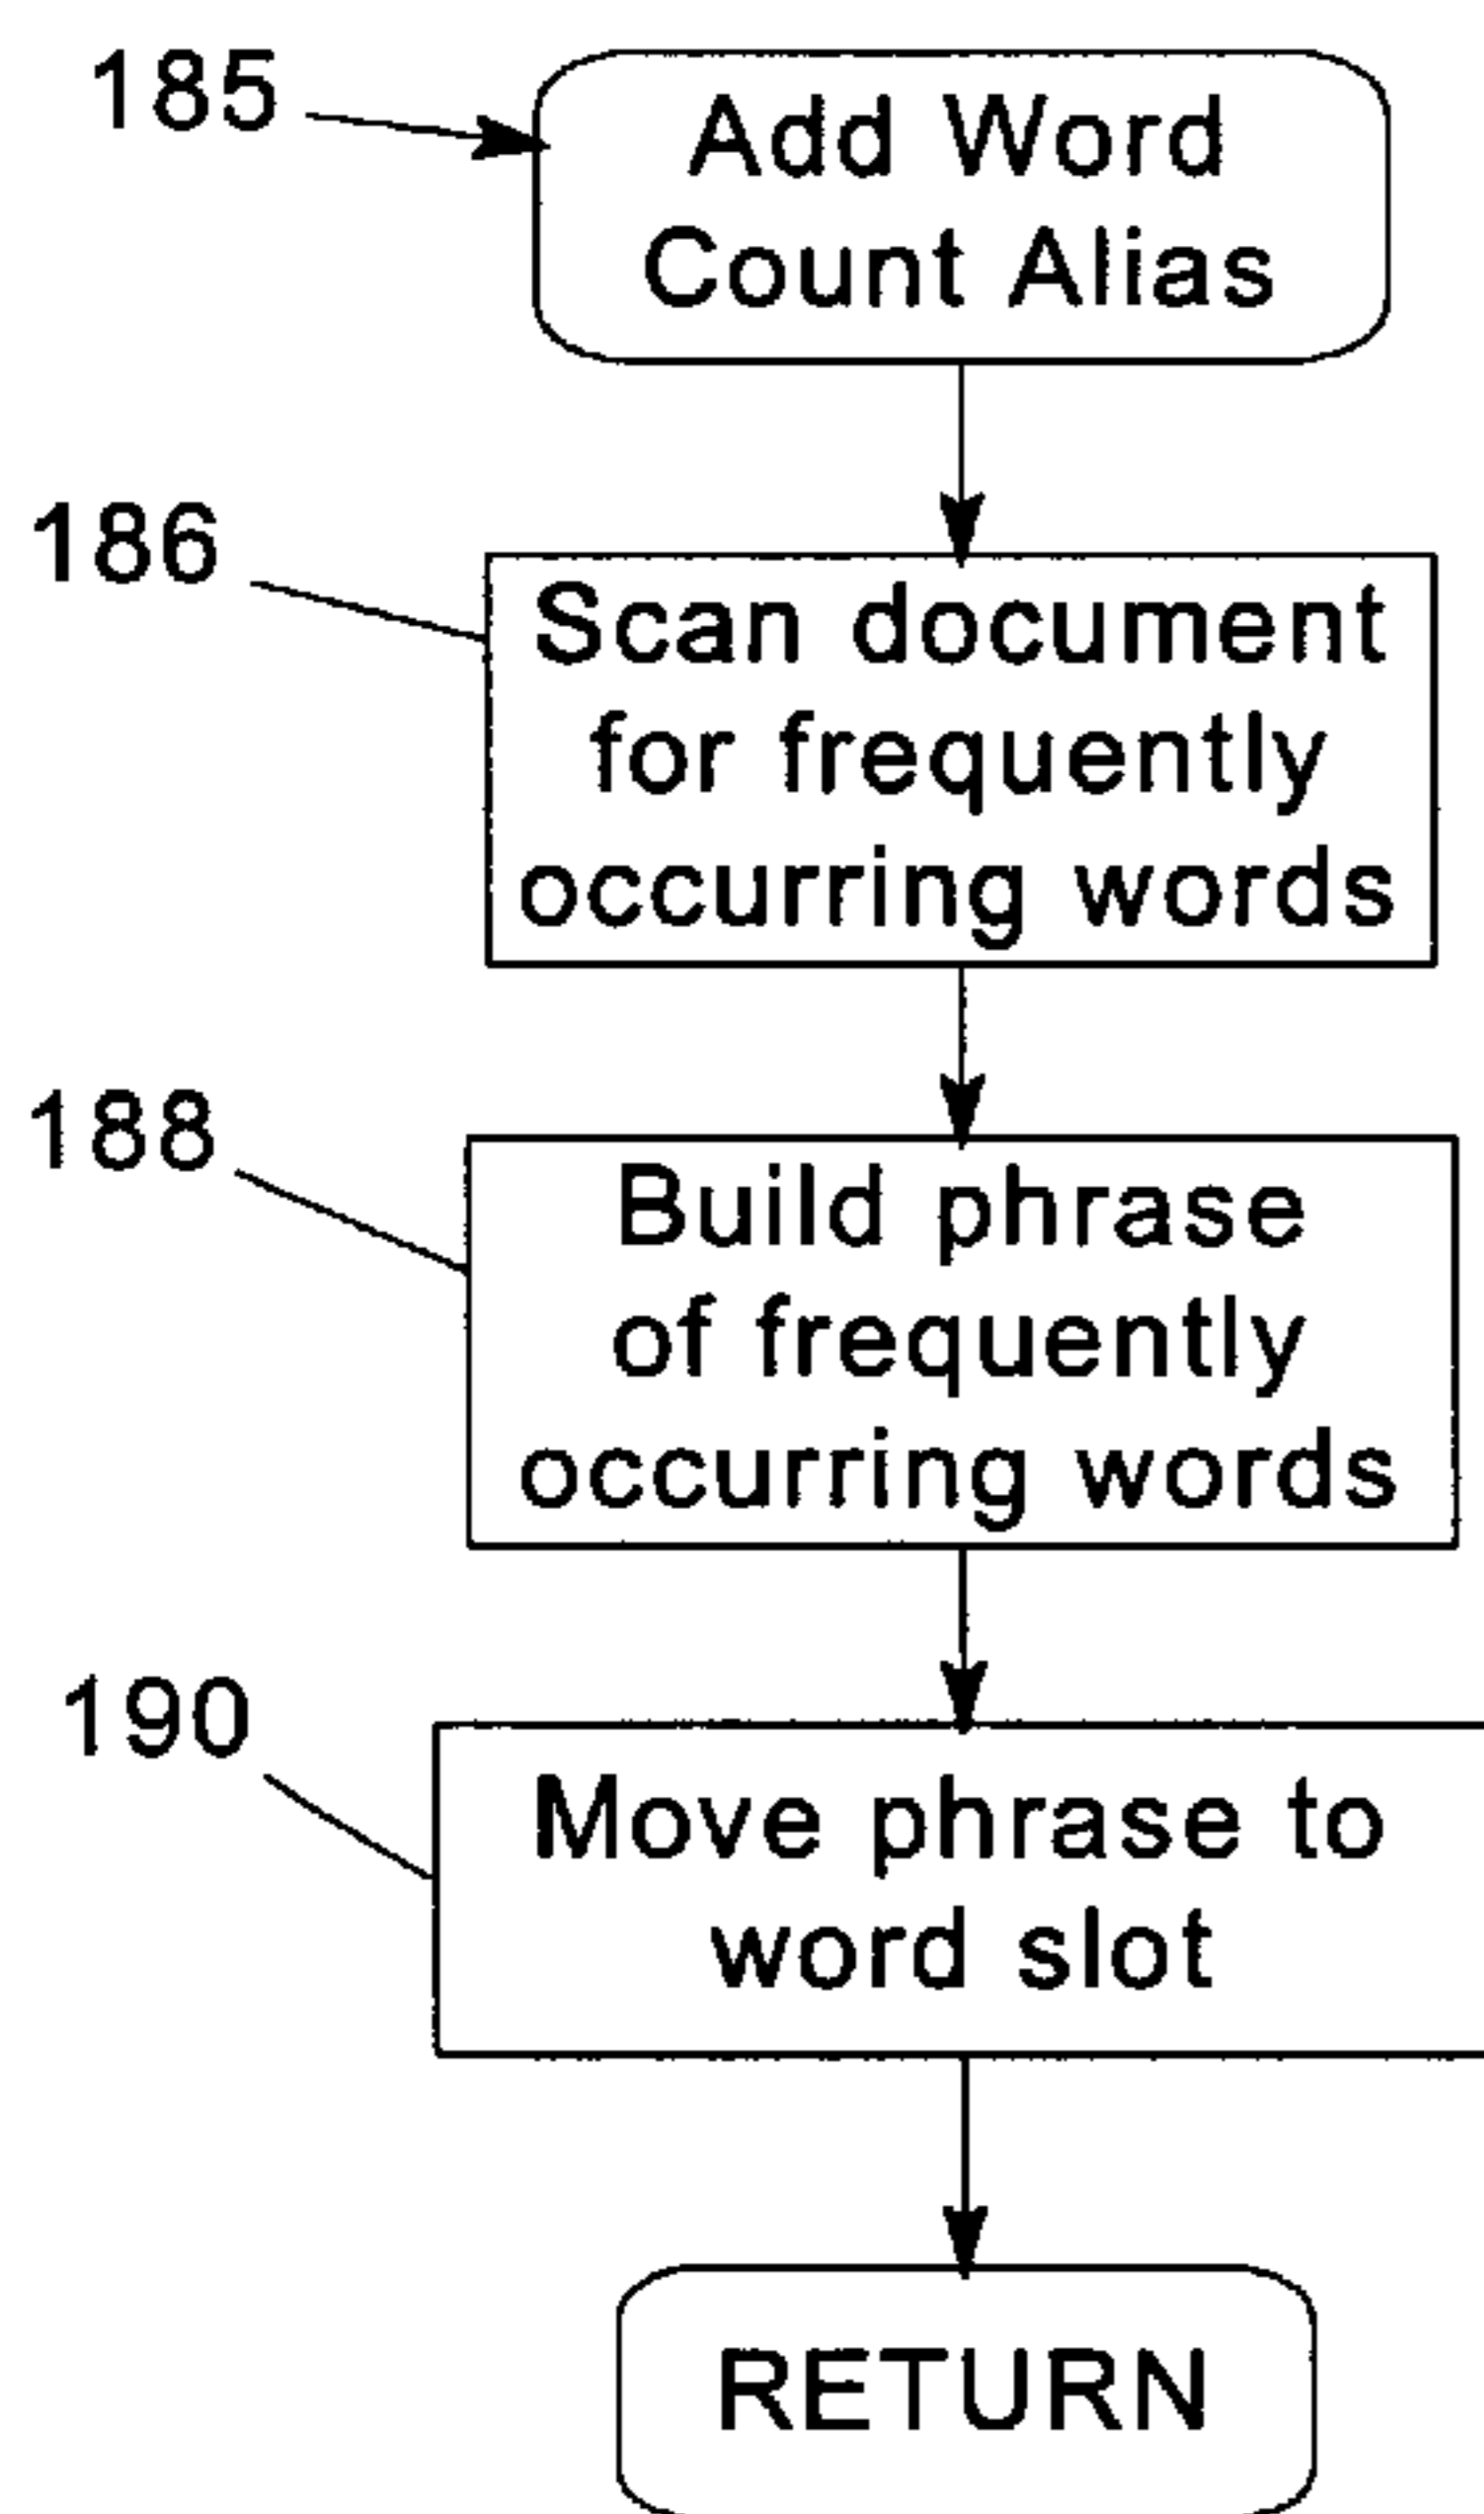 185
Add Word
Count Alias
186
Scan document
for frequently
occurring words
188
Build phrase
of frequently
occurring words
190
Move phrase to
word slot
RETURN